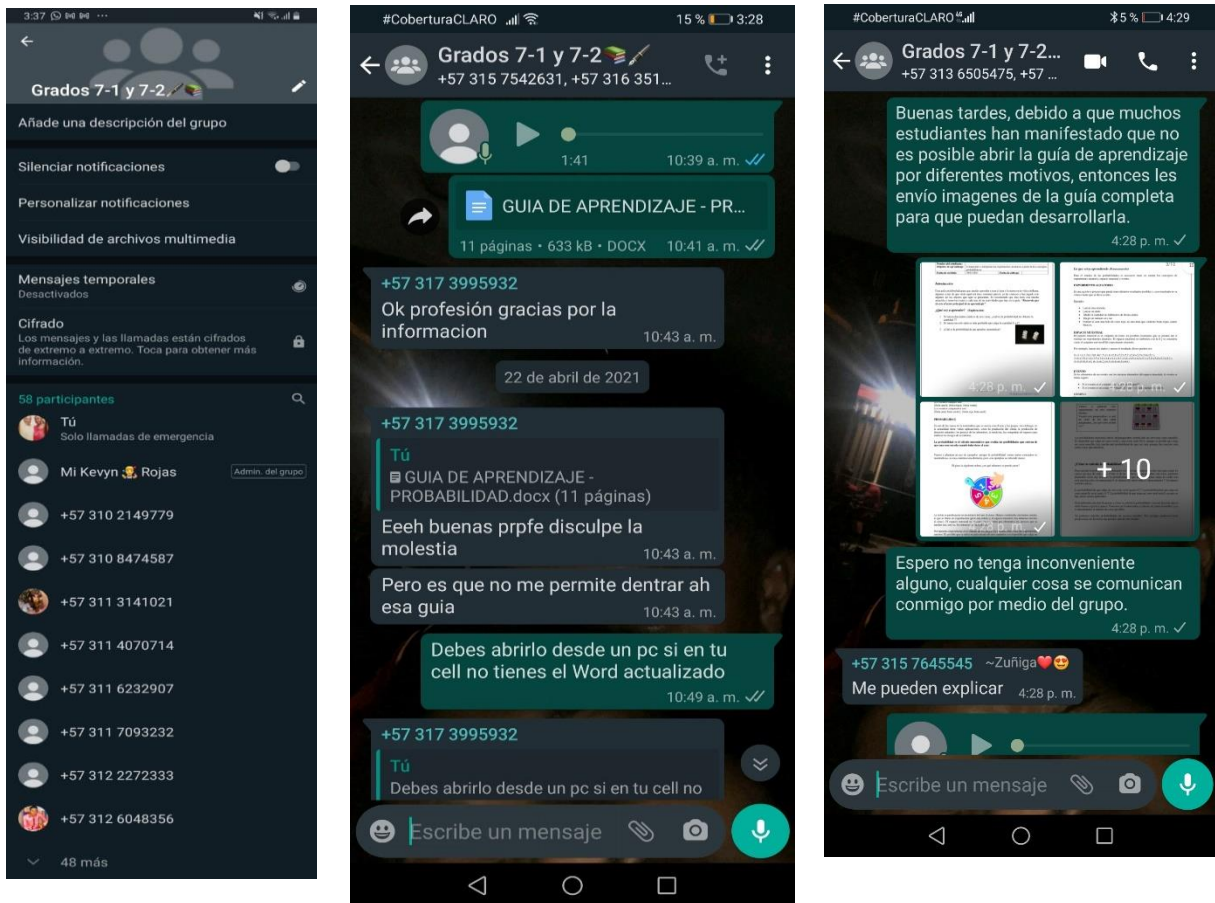 3:37
Grados 7-1 y 7-2
Añade una descripción del grupo
Silenciar notificaciones
Personalizar notificaciones
Visibilidad de archivos multimedia
Mensajes temporales
Desactivados
Cifrado
Los mensajes y las llamadas están cifrados
de extremo a extremo. Toca para obtener más
información.
58 participantes
Tú
Solo llamadas de emergencia
Mi Kevyn Rojas
Admin. del grupo
+57 310 2149779
+57 310 8474587
+57 311 3141021
+57 311 4070714
+57 311 6232907
+57 311 7093232
+57 312 2272333
+57 312 6048356
48 más
#CoberturaCLARO 15 % 3:28
Grados 7-1 y 7-2
+57 315 7542631, +57 316 351...
1:41 10:39 a. m.
GUIA DE APRENDIZAJE - PR...
11 páginas • 633 kB • DOCX 10:41 a. m.
+57 317 3995932
Ok profesión gracias por la
informacion 10:43 a. m.
22 de abril de 2021
+57 317 3995932
Tú
GUIA DE APRENDIZAJE -
PROBABILIDAD.docx (11 páginas)
Eeeh buenas prpfe disculpe la
molestia 10:43 a. m.
Pero es que no me permite dentrar ah
esa guia 10:43 a. m.
Debes abrirlo desde un pc si en tu
cell no tienes el Word actualizado
10:49 a. m.
+57 317 3995932
Tú
Debes abrirlo desde un pc si en tu cell no
Escribe un mensaje
#CoberturaCLARO 5 % 4:29
Grados 7-1 y 7-2...
+57 313 6505475, +57 ...
Buenas tardes, debido a que muchos
estudiantes han manifestado que no
es posible abrir la guía de aprendizaje
por diferentes motivos, entonces les
envío imagenes de la guía completa
para que puedan desarrollarla.
4:28 p. m.
4:28 p. m.
4:28 p. m.
4:28 p. m.
+ 10
Espero no tenga inconveniente
alguno, cualquier cosa se comunican
conmigo por medio del grupo.
4:28 p. m.
+57 315 7645545 ~Zuñiga
Me pueden explicar 4:28 p. m.
Escribe un mensaje